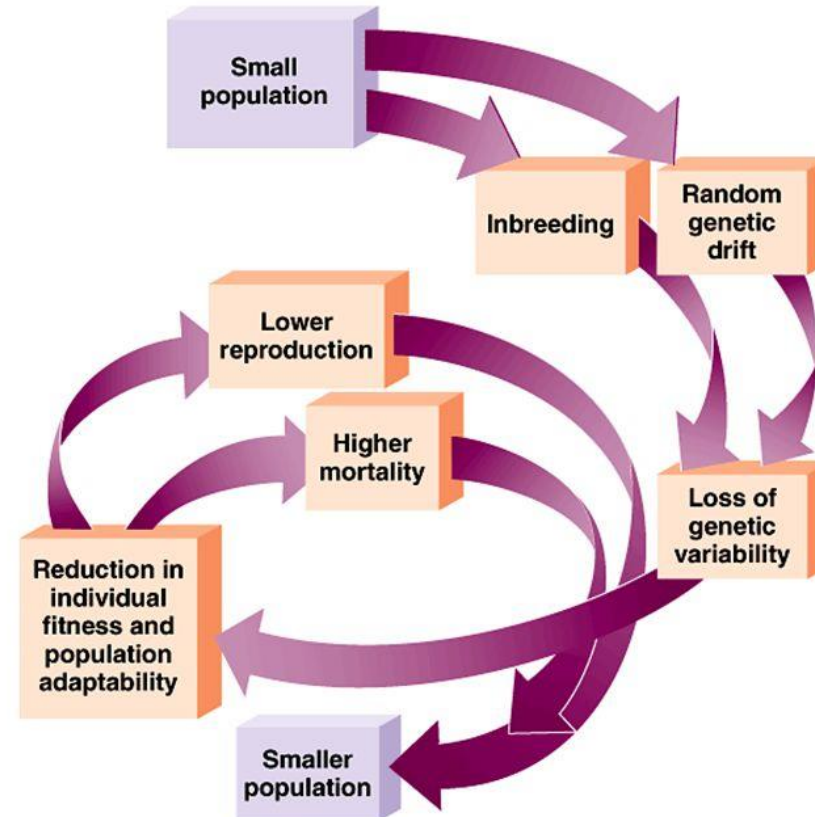 Small
population
Inbreeding
Random
genetic
drift
Lower
reproduction
Higher
mortality
Loss of
genetic
variability
Reduction in
individual
fitness and
population
adaptability
Smaller
population